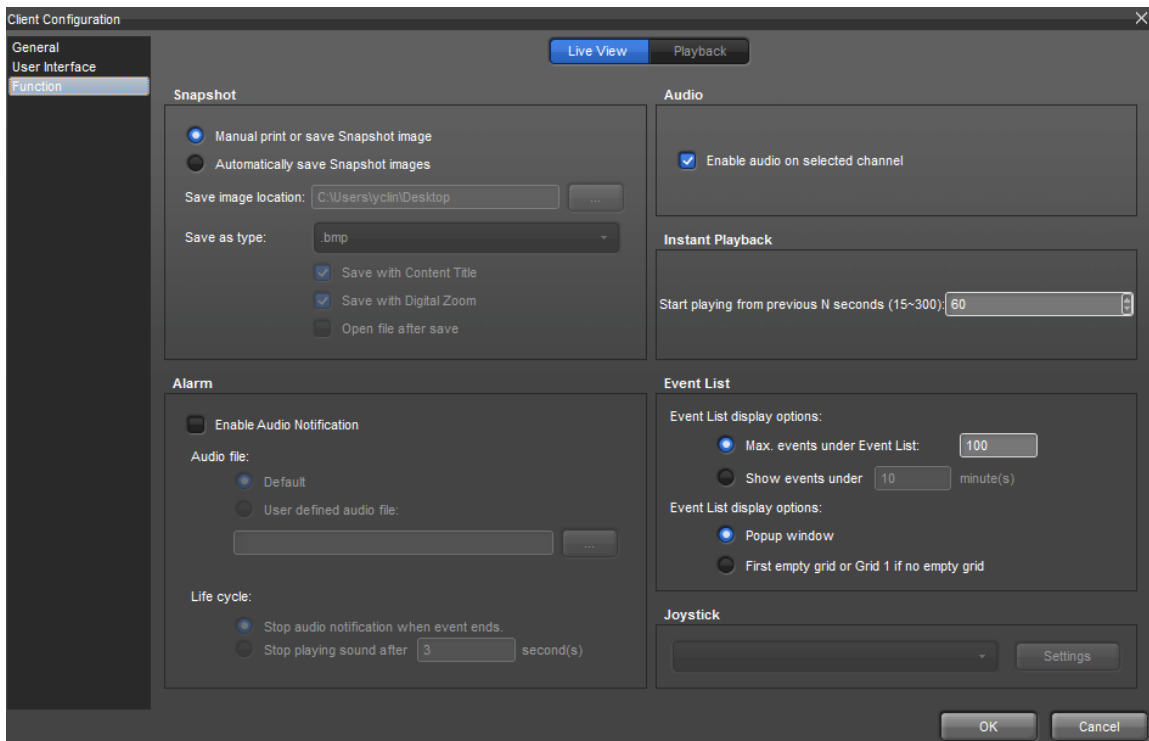 Client Configuration
General
User Interface
Function
Live View
Playback
Snapshot
Manual print or save Snapshot image
Automatically save Snapshot images
Save image location: C:\Users\yclin\Desktop ...
Save as type: .bmp
Save with Content Title
Save with Digital Zoom
Open file after save
Audio
Enable audio on selected channel
Instant Playback
Start playing from previous N seconds (15~300): 60
Alarm
Enable Audio Notification
Audio file:
Default
User defined audio file:
...
Life cycle:
Stop audio notification when event ends.
Stop playing sound after 3 second(s)
Event List
Event List display options:
Max. events under Event List: 100
Show events under 10 minute(s)
Event List display options:
Popup window
First empty grid or Grid 1 if no empty grid
Joystick
Settings
OK
Cancel